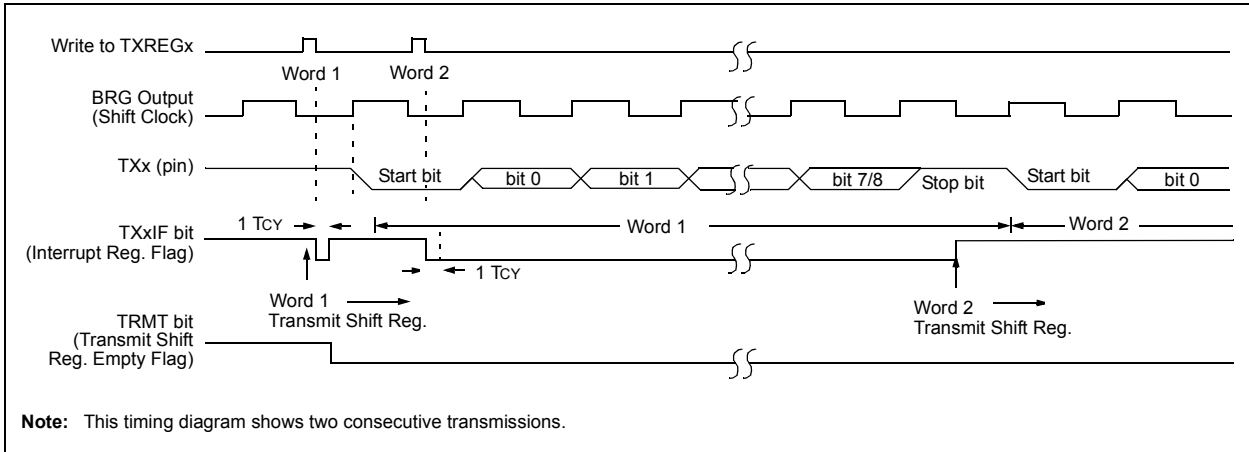 Write to TXREGx
Word 1
Word 2
BRG Output
(Shift Clock)
TXx (pin)
Start bit
bit 0
bit 1
bit 7/8
Stop bit
Start bit
bit 0
1 TCY
TXxIF bit
(Interrupt Reg. Flag)
Word 1
Word 2
1 TCY
Word 1
Transmit Shift Reg.
Word 2
Transmit Shift Reg.
TRMT bit
(Transmit Shift
Reg. Empty Flag)
Note: This timing diagram shows two consecutive transmissions.